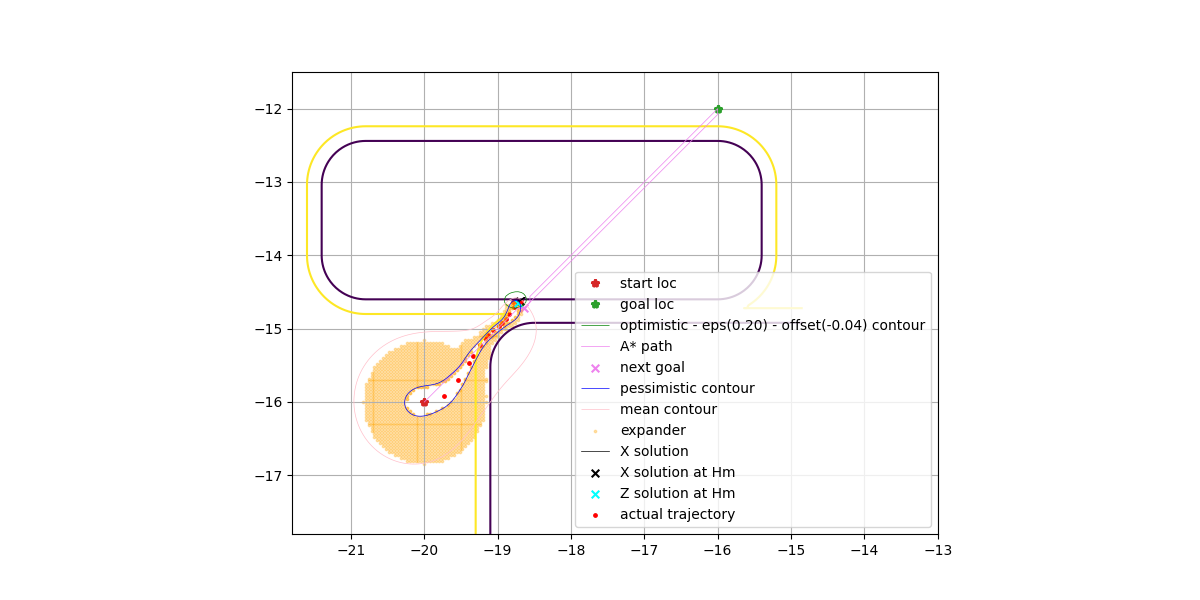 −12
−13
−14
−15
−16
−17
−21
−20
−19
−18
−17
−16
−15
−14
−13
start loc
goal loc
optimistic - eps(0.20) - offset(-0.04) contour
A* path
next goal
pessimistic contour
mean contour
expander
X solution
X solution at Hm
Z solution at Hm
actual trajectory